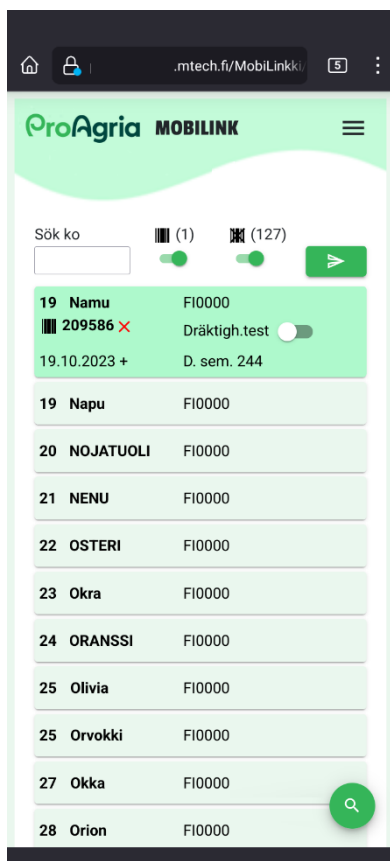 .mtech.fi/MobiLinkki/ 5
ProAgria MOBILINK
Sök ko (1) (127)
19 Namu FI0000
209586 Dräktigh.test
19.10.2023 + D. sem. 244
19 Napu FI0000
20 NOJATUOLI FI0000
21 NENU FI0000
22 OSTERI FI0000
23 Okra FI0000
24 ORANSSI FI0000
25 Olivia FI0000
25 Orvokki FI0000
27 Okka FI0000
28 Orion FI0000